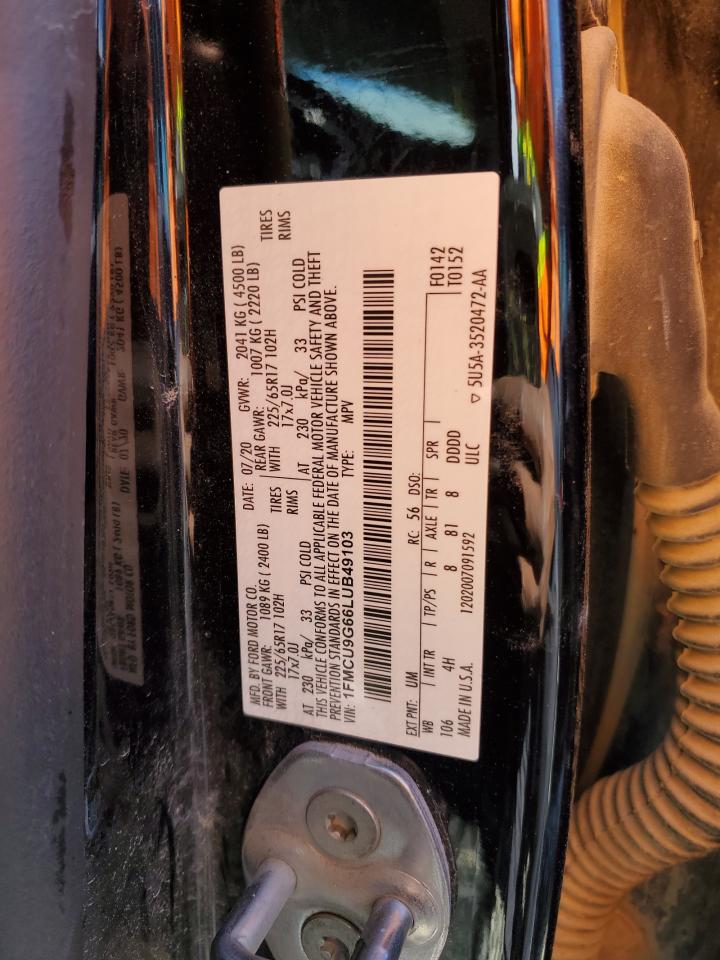 MFD. BY FORD MOTOR CO.
DATE: 07/20 GVWR: 2041 KG ( 4500 LB)
FRONT GAWR: 1089 KG ( 2400 LB) REAR GAWR: 1007 KG ( 2220 LB)
WITH 225/65R17 102H TIRES WITH 225/65R17 102H TIRES
17x7.0J RIMS 17x7.0J RIMS
AT 230 kPa/ 33 PSI COLD AT 230 kPa/ 33 PSI COLD
THIS VEHICLE CONFORMS TO ALL APPLICABLE FEDERAL MOTOR VEHICLE SAFETY AND THEFT
PREVENTION STANDARDS IN EFFECT ON THE DATE OF MANUFACTURE SHOWN ABOVE.
VIN: 1FMCU9G66LUB49103 TYPE: MPV
EXT PNT: UM RC: 56 DSO: F0142
WB INT TR TP/PS R AXLE TR SPR T0152
106 4H 8 81 8 DDDD
MADE IN U.S.A. 1202007091592 ULC ▽ 5U5A-3520472-AA